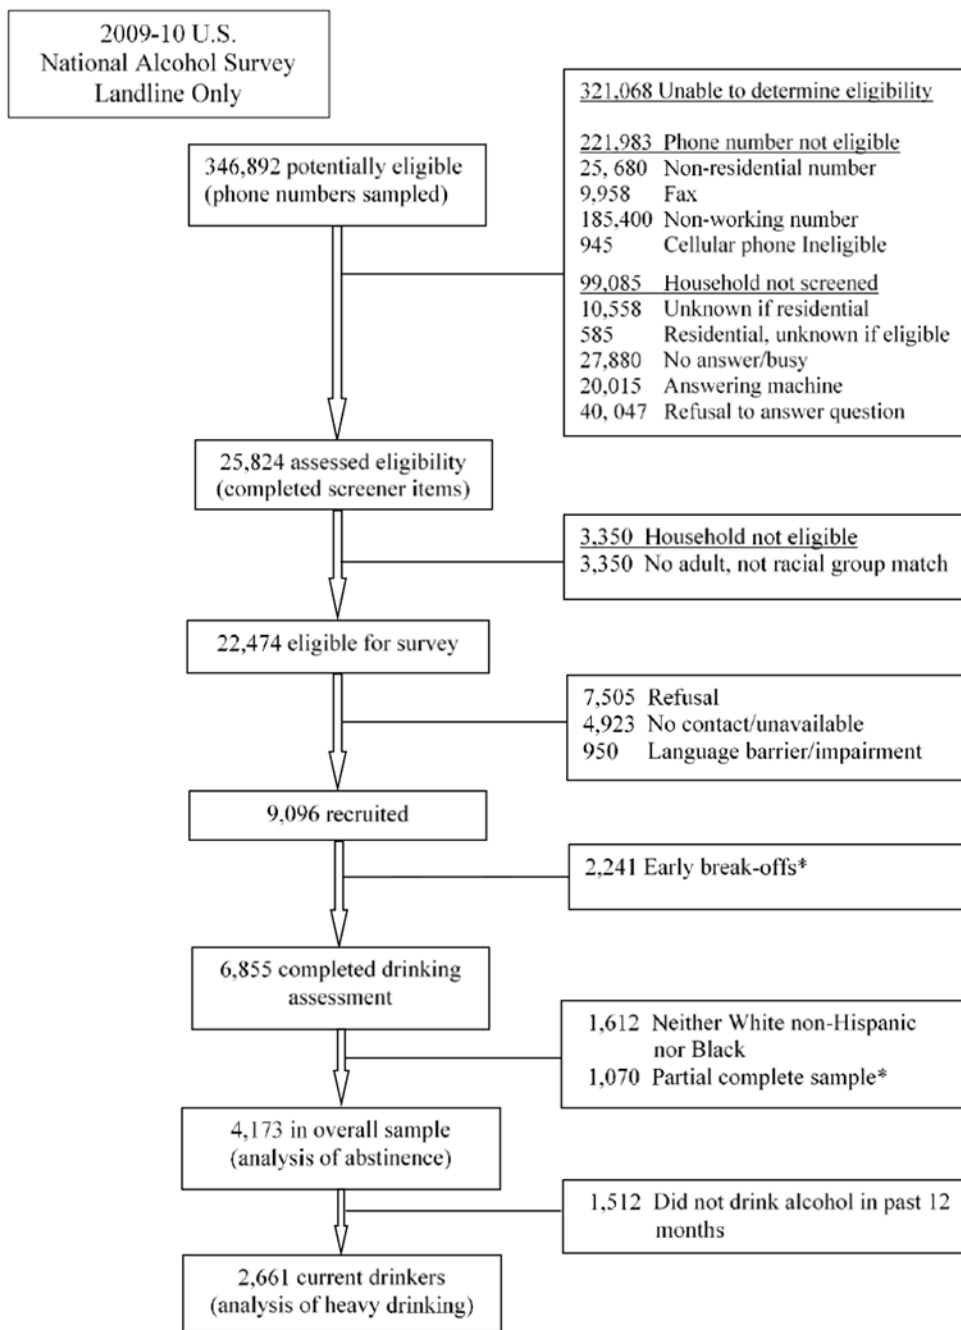 2009-10 U.S.
National Alcohol Survey
Landline Only
346,892 potentially eligible
(phone numbers sampled)
321,068 Unable to determine eligibility
221,983 Phone number not eligible
25, 680 Non-residential number
9,958 Fax
185,400 Non-working number
945 Cellular phone Ineligible
99,085 Household not screened
10,558 Unknown if residential
585 Residential, unknown if eligible
27,880 No answer/busy
20,015 Answering machine
40, 047 Refusal to answer question
25,824 assessed eligibility
(completed screener items)
3,350 Household not eligible
3,350 No adult, not racial group match
22,474 eligible for survey
7,505 Refusal
4,923 No contact/unavailable
950 Language barrier/impairment
9,096 recruited
2,241 Early break-offs*
6,855 completed drinking
assessment
1,612 Neither White non-Hispanic
nor Black
1,070 Partial complete sample*
4,173 in overall sample
(analysis of abstinence)
1,512 Did not drink alcohol in past 12
months
2,661 current drinkers
(analysis of heavy drinking)